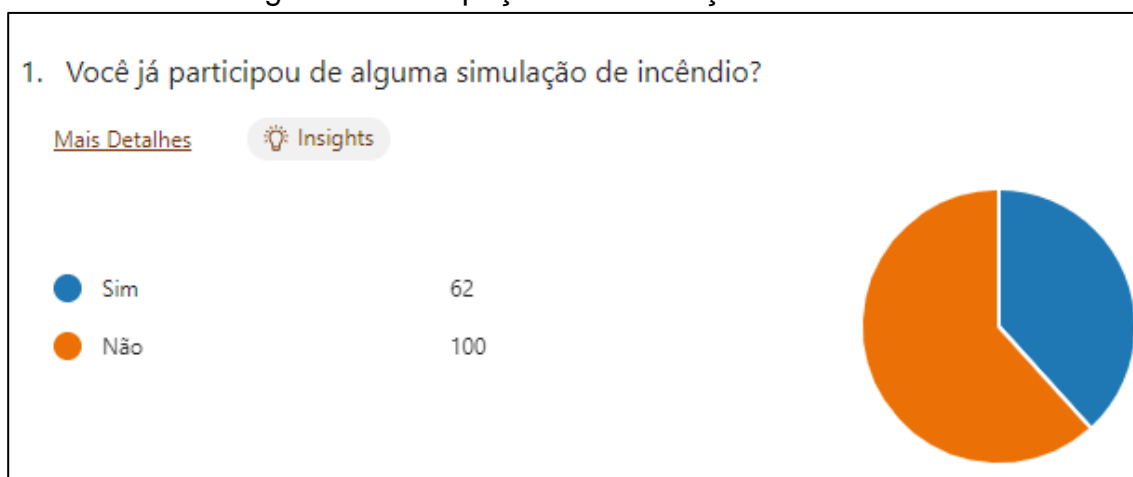 1. Você já participou de alguma simulação de incêndio?
Mais Detalhes Insights
Sim 62
Não 100